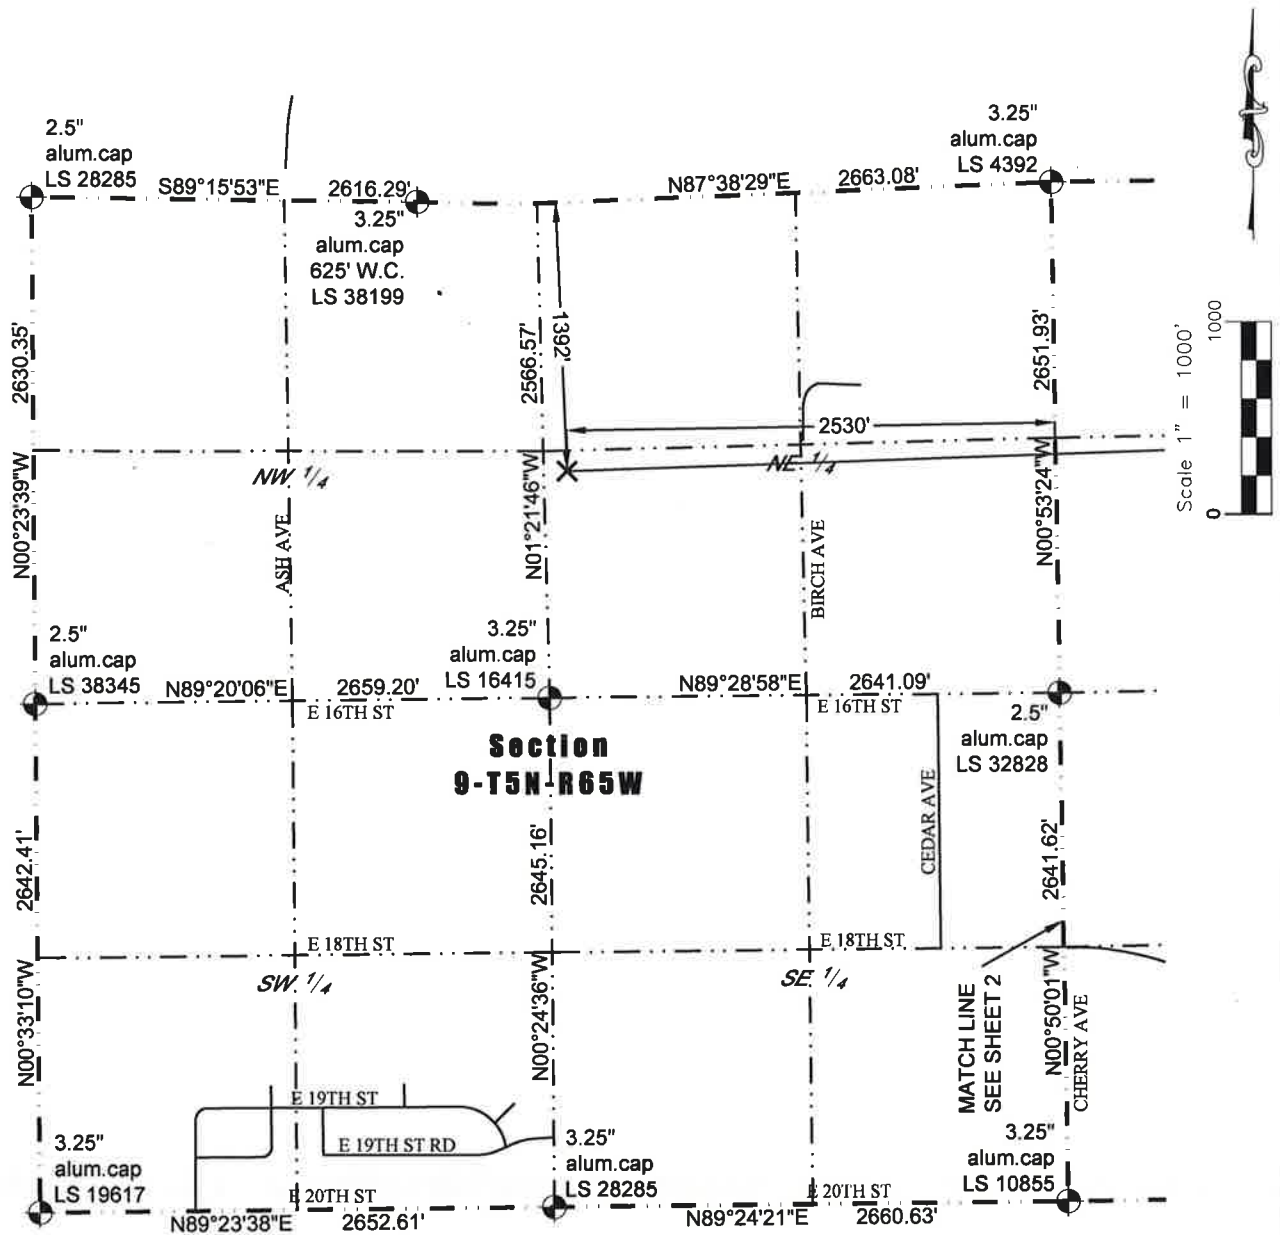 2.5"
alum.cap
LS 28285
S89°15'53"E
2616.29'
3.25"
alum.cap
625' W.C.
LS 38199
N87°38'29"E
2663.08'
3.25"
alum.cap
LS 4392
2630.35'
2566.57'
1392'
2651.93'
Scale 1" = 1000'
1000
0
2530'
NW 1/4
NE 1/4
N00°23'39"W
ASH AVE
N01°21'46"W
BIRCH AVE
N00°53'24"W
2.5"
alum.cap
LS 38345
N89°20'06"E
2659.20'
E 16TH ST
3.25"
alum.cap
LS 16415
N89°28'58"E
2641.09'
E 16TH ST
2.5"
alum.cap
LS 32828
Section
9-T5N-R65W
2642.41'
2645.16'
CEDAR AVE
2641.62'
E 18TH ST
E 18TH ST
SW 1/4
SE 1/4
N00°33'10"W
N00°24'36"W
MATCH LINE
SEE SHEET 2
N00°50'01"W
CHERRY AVE
E 19TH ST
E 19TH ST RD
3.25"
alum.cap
LS 19617
3.25"
alum.cap
LS 28285
3.25"
alum.cap
LS 10855
E 20TH ST
E 20TH ST
N89°23'38"E
2652.61'
N89°24'21"E
2660.63'